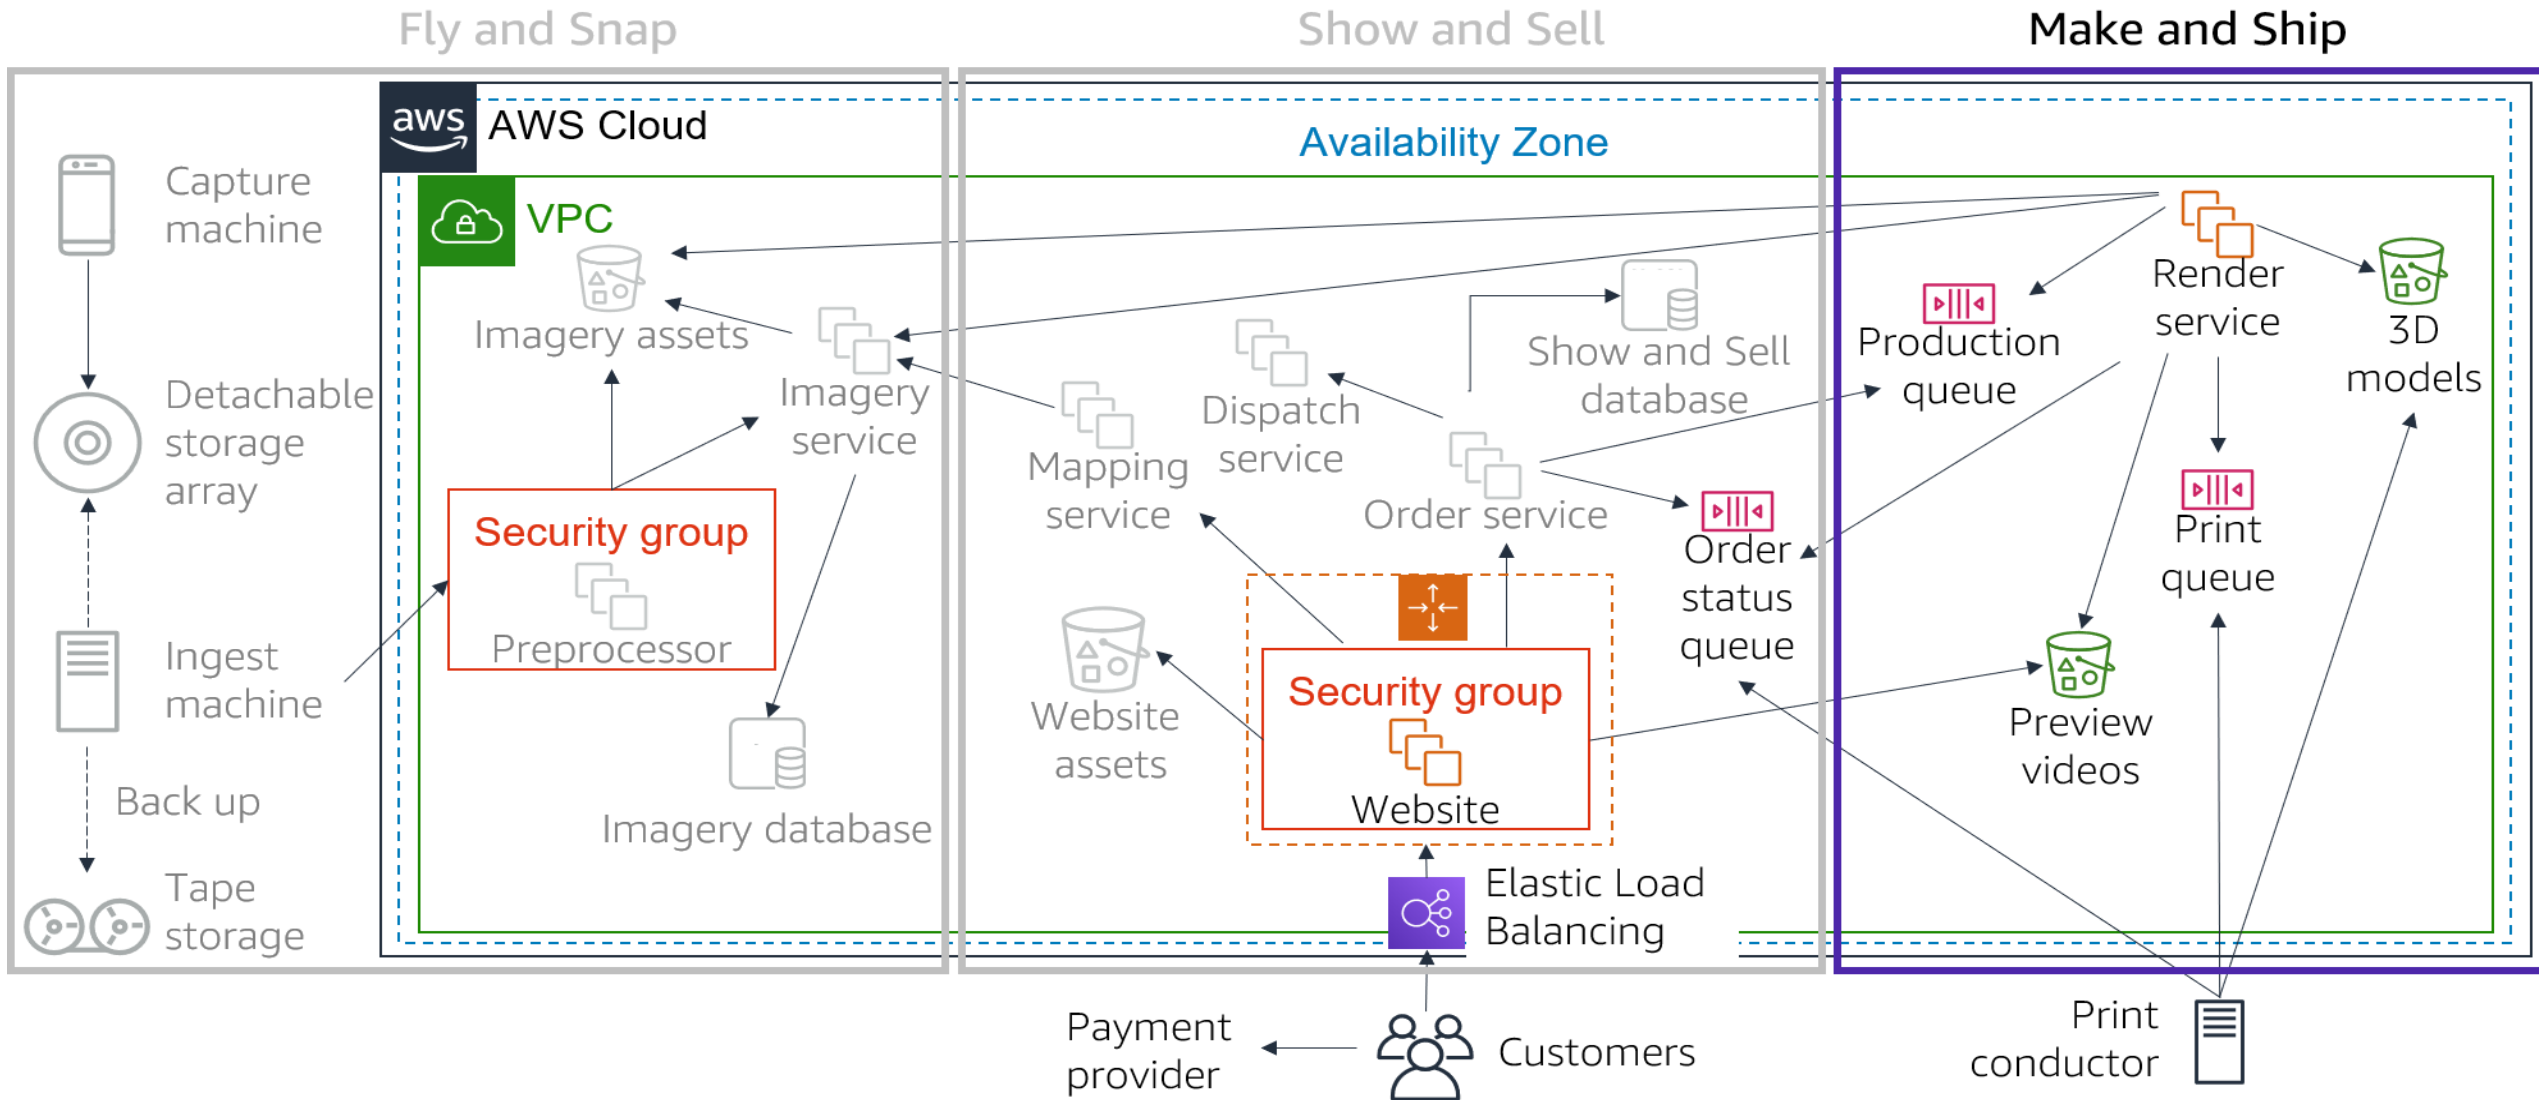 Fly and Snap
Show and Sell
Make and Ship
aws
AWS Cloud
Availability Zone
VPC
Capture
machine
Detachable
storage
array
Ingest
machine
Back up
Tape
storage
Imagery assets
Imagery
service
Security group
Preprocessor
Imagery database
Mapping
service
Dispatch
service
Show and Sell
database
Order service
Order
status
queue
Website
assets
Security group
Website
Elastic Load
Balancing
Production
queue
Render
service
3D
models
Print
queue
Preview
videos
Payment
provider
Customers
Print
conductor